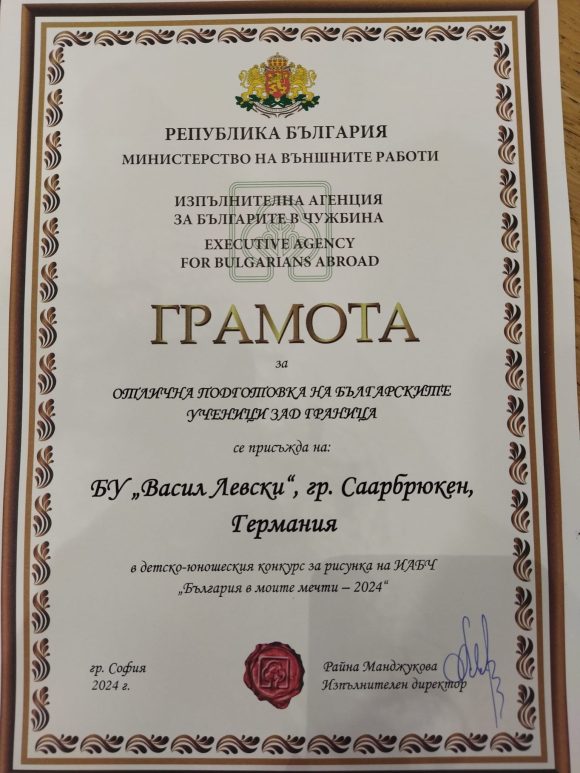 РЕПУБЛИКА БЪЛГАРИЯ
МИНИСТЕРСТВО НА ВЪНШНИТЕ РАБОТИ
ИЗПЪЛНИТЕЛНА АГЕНЦИЯ
ЗА БЪЛГАРИТЕ В ЧУЖБИНА
EXECUTIVE AGENCY
FOR BULGARIANS ABROAD
ГРАМОТА
за
ОТЛИЧНА ПОДГОТОВКА НА БЪЛГАРСКИТЕ
УЧЕНИЦИ ЗАД ГРАНИЦА
се присъжда на:
БУ „Васил Левски“, гр. Саарбрюкен,
Германия
в детско-юношеския конкурс за рисунка на ИАБЧ
„България в моите мечти – 2024“
гр. София
2024 г.
Райна Манджукова
Изпълнителен директор